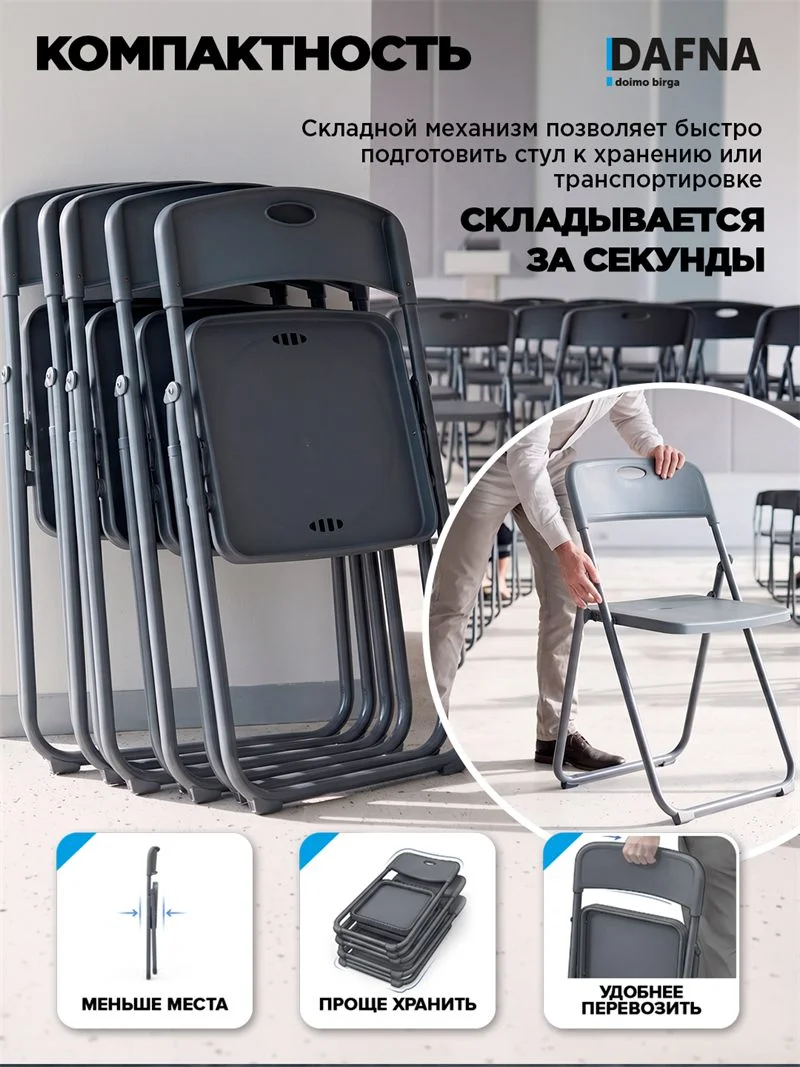 КОМПАКТНОСТЬ
DAFNA
doimo birga
Складной механизм позволяет быстро
подготовить стул к хранению или
транспортировке
СКЛАДЫВАЕТСЯ
ЗА СЕКУНДЫ
МЕНЬШЕ МЕСТА
ПРОЩЕ ХРАНИТЬ
УДОБНЕЕ
ПЕРЕВОЗИТЬ